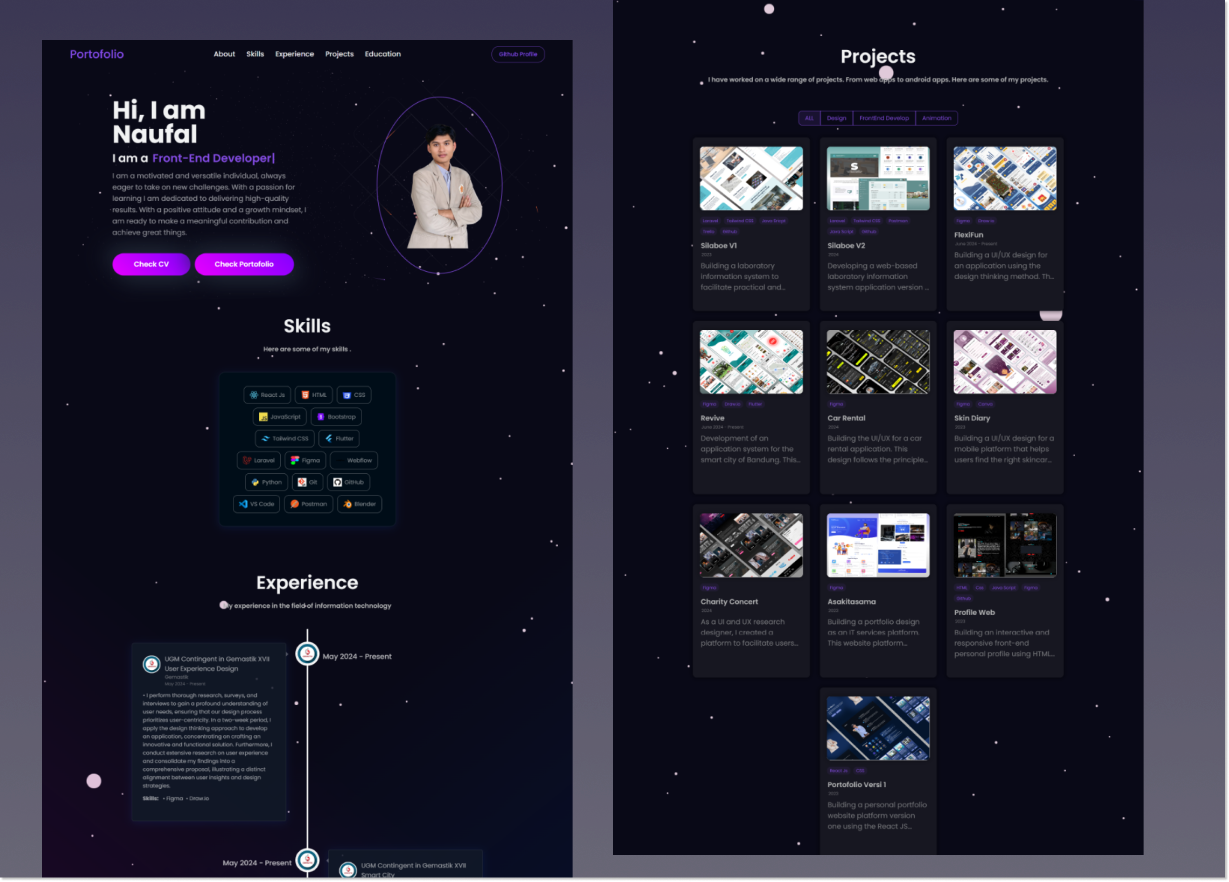 Portofolio
About Skills Experience Projects Education
Github Profile
Hi, I am
Naufal
I am a Front-End Developer|
I am a motivated and versatile individual, always
eager to take on new challenges. With a passion for
learning I am dedicated to delivering high-quality
results. With a positive attitude and a growth mindset, I
am ready to make a meaningful contribution and
achieve great things.
Check CV Check Portofolio
Skills
Here are some of my skills .
React Js HTML CSS
JavaScript Bootstrap
Tailwind CSS Flutter
Laravel Figma Webflow
Python Git GitHub
VS Code Postman Blender
Experience
My experience in the field of information technology
May 2024 - Present
UGM Contingent in Gemastik XVII
User Experience Design
Gemastik
May 2024 - Present
• I perform thorough research, surveys, and
interviews to gain a profound understanding of
user needs, ensuring that our design process
prioritizes user-centricity. In a two-week period, I
apply the design thinking approach to develop
an application, concentrating on crafting an
innovative and functional solution. Furthermore, I
conduct extensive research on user experience
and consolidate my findings into a
comprehensive proposal, illustrating a distinct
alignment between user insights and design
strategies.
Skills: • Figma • Draw.io
May 2024 - Present
UGM Contingent in Gemastik XVII
Smart City
Projects
I have worked on a wide range of projects. From web apps to android apps. Here are some of my projects.
ALL Design FrontEnd Develop Animation
Laravel Tailwind CSS Java Script
Trello Github
Silaboe V1
2023
Building a laboratory
information system to
facilitate practical and...
Laravel Tailwind CSS Postman
Java Script Github
Silaboe V2
2024
Developing a web-based
laboratory information
system application version ...
Figma Draw.io
FlexiFun
June 2024 - Present
Building a UI/UX design for
an application using the
design thinking method. Th...
Figma Draw.io Flutter
Revive
June 2024 - Present
Development of an
application system for the
smart city of Bandung. This...
Figma
Car Rental
2024
Building the UI/UX for a car
rental application. This
design follows the principle...
Figma Canva
Skin Diary
2023
Building a UI/UX design for a
mobile platform that helps
users find the right skincar...
Figma
Charity Concert
2024
As a UI and UX research
designer, I created a
platform to facilitate users...
Figma
Asakitasama
2023
Building a portfolio design
as an IT services platform.
This website platform...
HTML Css Java Script Figma
Github
Profile Web
2023
Building an interactive and
responsive front-end
personal profile using HTML...
React Js CSS
Portofolio Versi 1
2023
Building a personal portfolio
website platform version
one using the React JS...